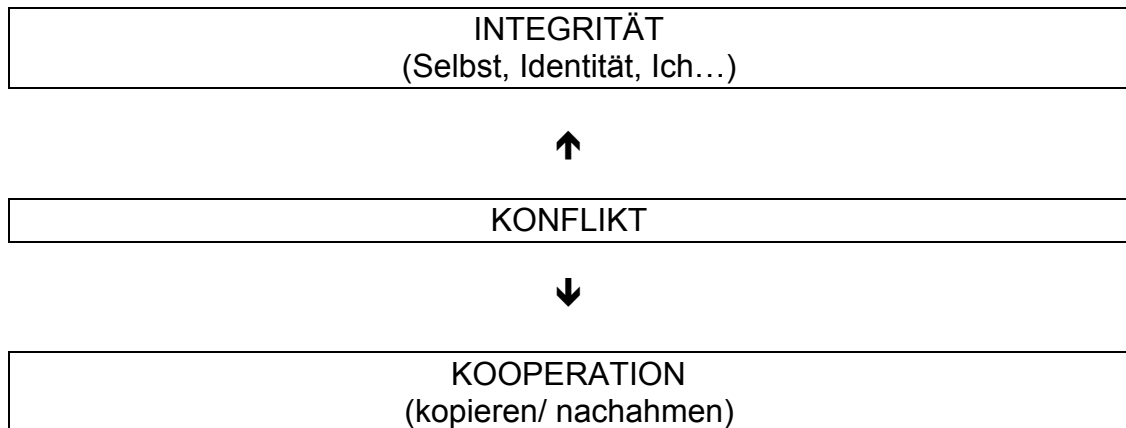 INTEGRITÄT
(Selbst, Identität, Ich…)
KONFLIKT
KOOPERATION
(kopieren/ nachahmen)